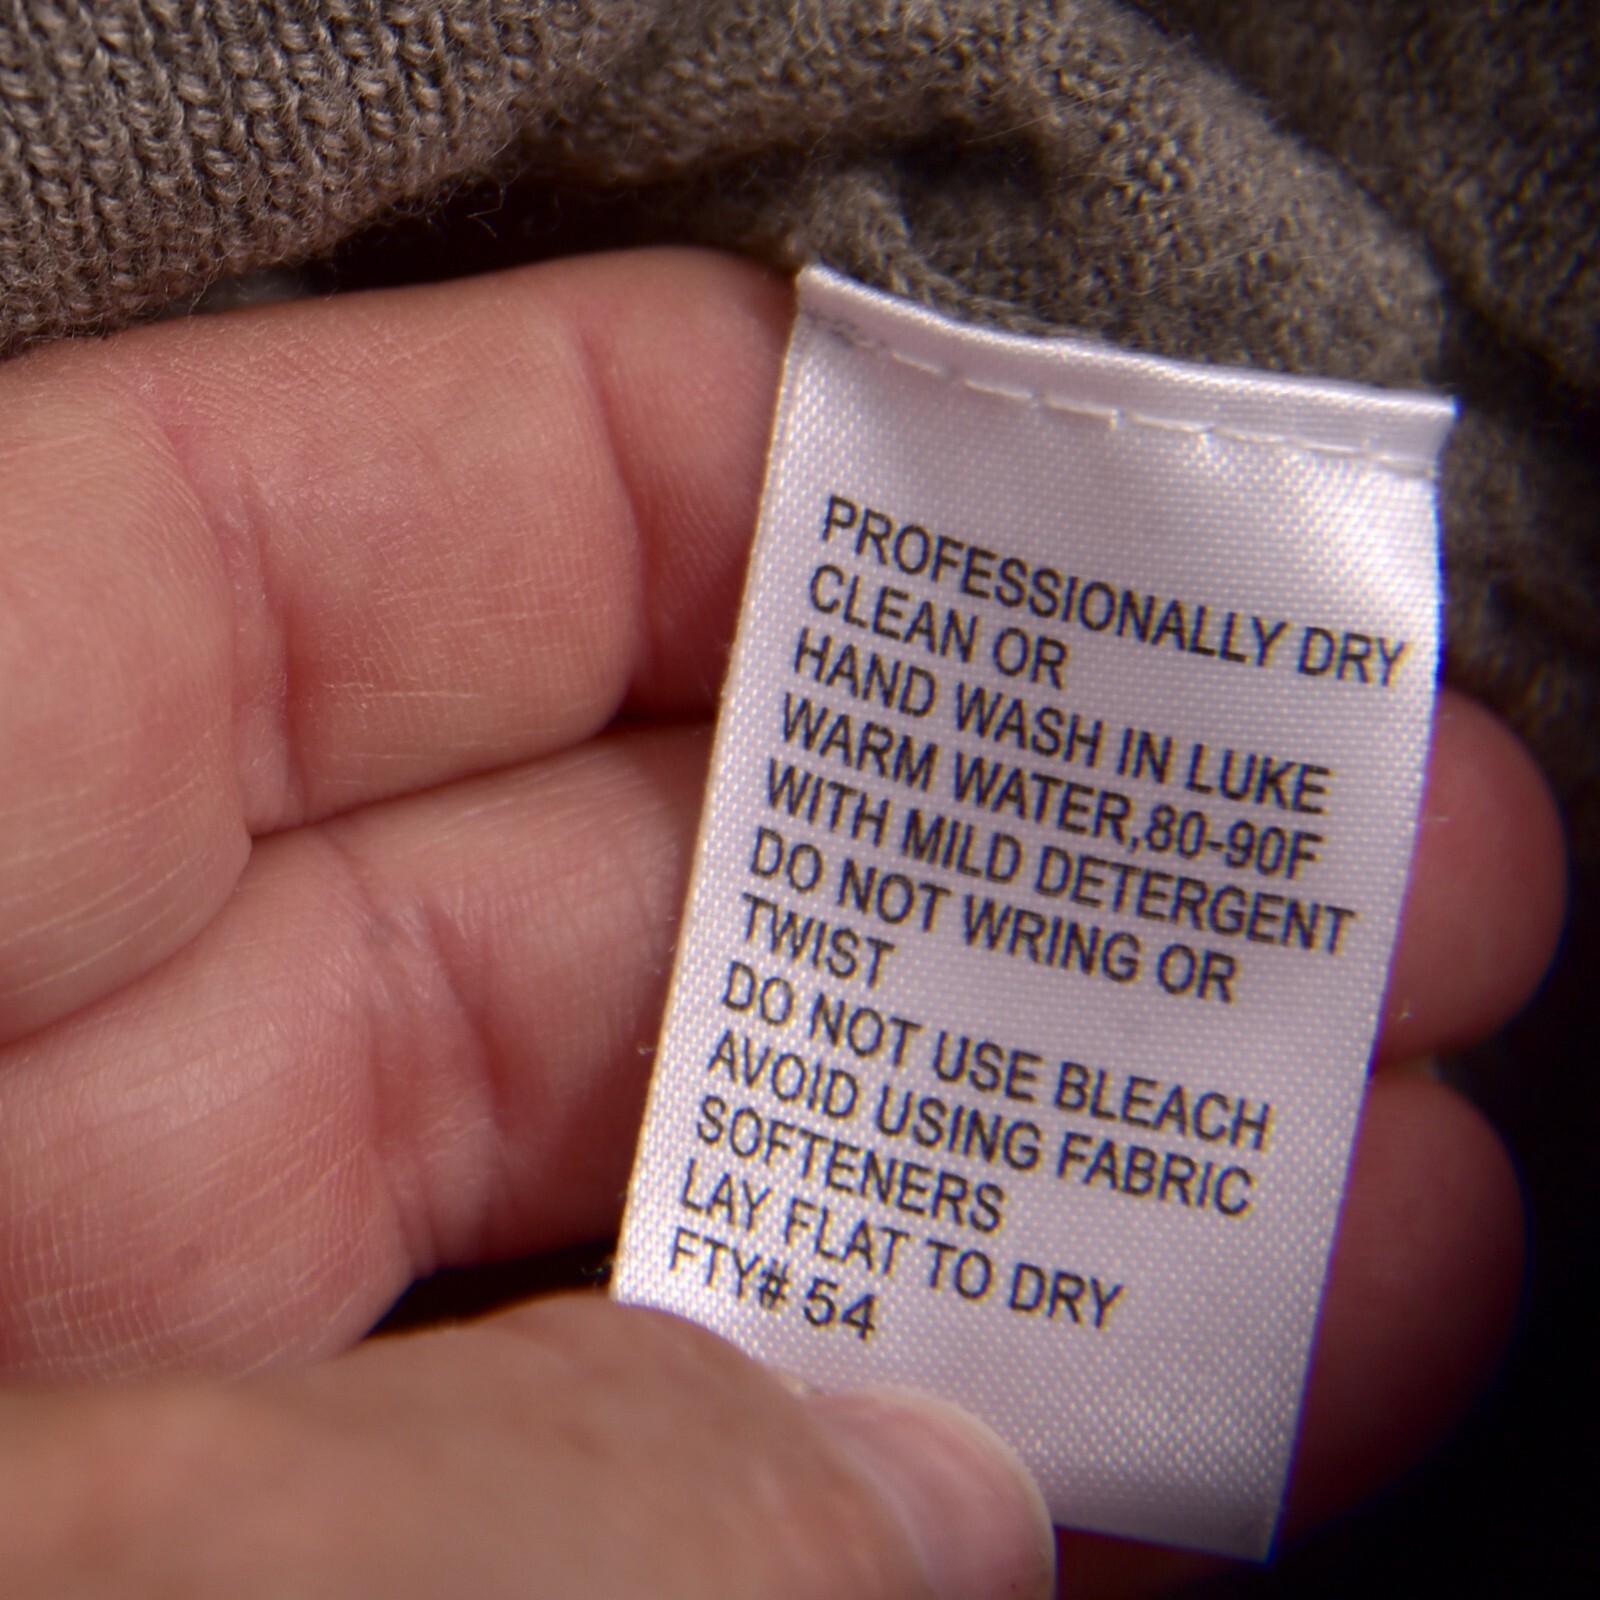 PROFESSIONALLY DRY
CLEAN OR
HAND WASH IN LUKE
WARM WATER,80-90F
WITH MILD DETERGENT
DO NOT WRING OR
TWIST
DO NOT USE BLEACH
AVOID USING FABRIC
SOFTENERS
LAY FLAT TO DRY
FTY# 54